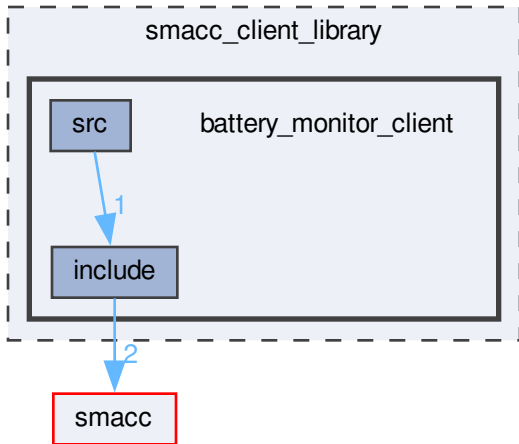 smacc_client_library
src
battery_monitor_client
1
include
2
smacc